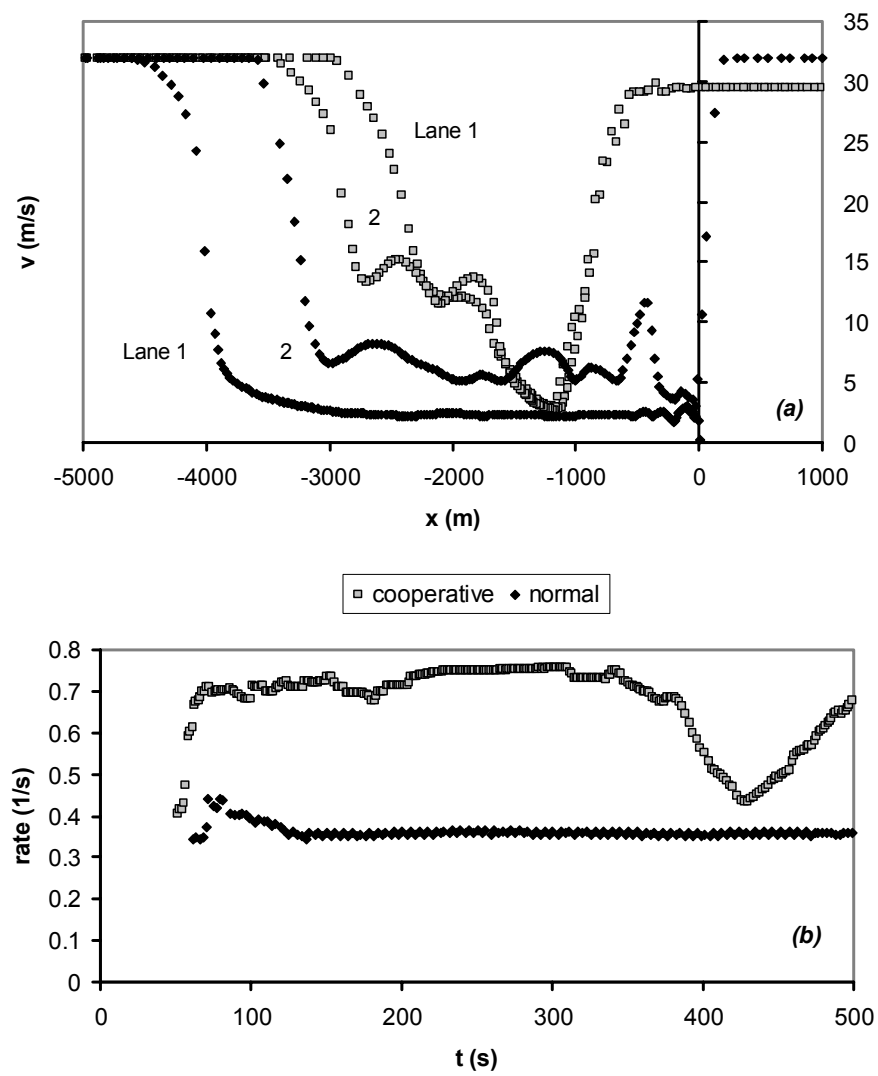 35
30
25
20
15
10
5
0
v (m/s)
Lane 1
2
Lane 1
2
(a)
-5000 -4000 -3000 -2000 -1000 0 1000
x (m)
cooperative normal
0.8
0.7
0.6
0.5
0.4
0.3
0.2
0.1
0
rate (1/s)
(b)
0 100 200 300 400 500
t (s)